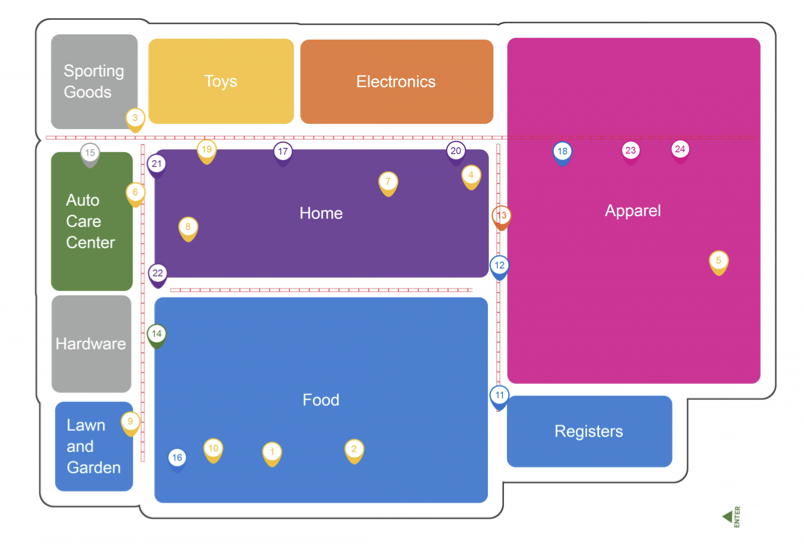 Sporting
Goods
Toys
Electronics
3
15
19
17
20
18
23
24
21
6
7
4
8
Auto
Care
Center
Home
13
Apparel
12
5
22
14
Hardware
11
Food
9
Lawn
and
Garden
Registers
16
10
1
2
ENTER